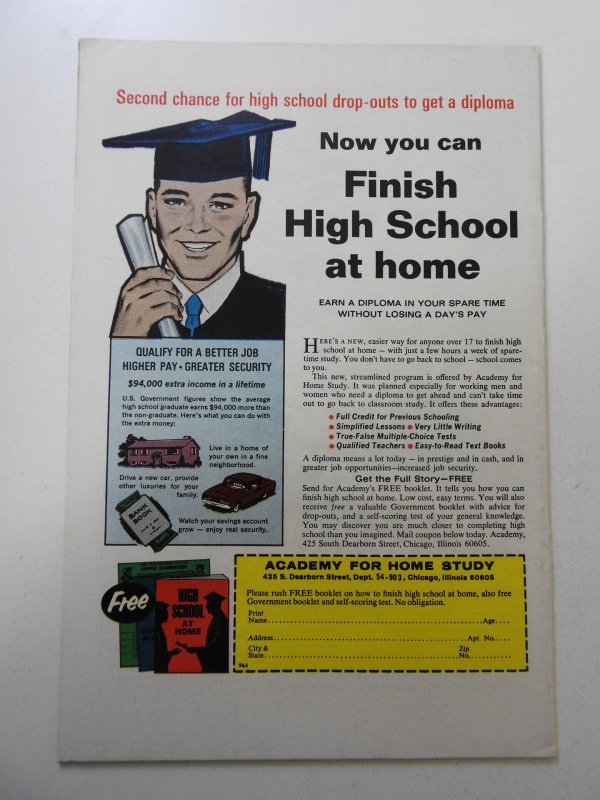 Second chance for high school drop-outs to get a diploma
Now you can
Finish
High School
at home
EARN A DIPLOMA IN YOUR SPARE TIME
WITHOUT LOSING A DAY'S PAY
HERE'S A NEW, easier way for anyone over 17 to finish high
school at home – with just a few hours a week of spare-
time study. You don't have to go back to school – school comes
to you.
This new, streamlined program is offered by Academy for
Home Study. It was planned especially for working men and
women who need a diploma to get ahead and can't take time
out to go back to classroom study. It offers these advantages:
• Full Credit for Previous Schooling
• Simplified Lessons • Very Little Writing
• True-False Multiple-Choice Tests
• Qualified Teachers • Easy-to-Read Text Books
A diploma means a lot today – in prestige and in cash, and in
greater job opportunities–increased job security.
Get the Full Story–FREE
Send for Academy's FREE booklet. It tells you how you can
finish high school at home. Low cost, easy terms. You will also
receive free a valuable Government booklet with advice for
drop-outs, and a self-scoring test of your general knowledge.
You may discover you are much closer to completing high
school than you imagined. Mail coupon below today. Academy,
425 South Dearborn Street, Chicago, Illinois 60605.
QUALIFY FOR A BETTER JOB
HIGHER PAY • GREATER SECURITY
$94,000 extra income in a lifetime
U.S. Government figures show the average
high school graduate earns $94,000 more than
the non-graduate. Here's what you can do with
the extra money:
Live in a home of
your own in a fine
neighborhood.
Drive a new car, provide
other luxuries for your
family.
BANK
BOOK
Watch your savings account
grow – enjoy real security.
Free
HIGH
SCHOOL
AT
HOME
ACADEMY FOR HOME STUDY
425 S. Dearborn Street, Dept. 54-903, Chicago, Illinois 60605
Please rush FREE booklet on how to finish high school at home, also free
Government booklet and self-scoring test. No obligation.
Print
Name Age
Address Apt. No.
City & Zip
State No.
964